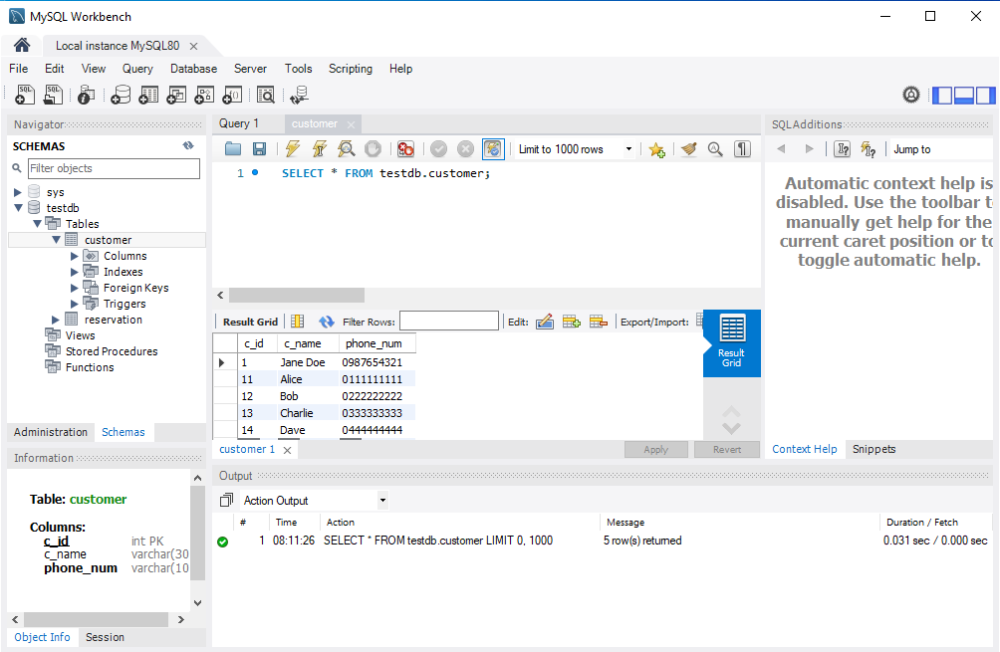 MySQL Workbench
Local instance MySQL80
File Edit View Query Database Server Tools Scripting Help
Navigator
SCHEMAS
Filter objects
sys
testdb
Tables
customer
Columns
Indexes
Foreign Keys
Triggers
reservation
Views
Stored Procedures
Functions
Administration Schemas
Information
Table: customer
Columns:
c_id int PK
c_name varchar(30
phone_num varchar(10
Object Info Session
Query 1 customer
Limit to 1000 rows
1 SELECT * FROM testdb.customer;
Result Grid Filter Rows: Edit: Export/Import:
c_id c_name phone_num
1 Jane Doe 0987654321
11 Alice 0111111111
12 Bob 0222222222
13 Charlie 0333333333
14 Dave 0444444444
Result
Grid
customer 1
Apply Revert
SQLAdditions
Jump to
Automatic context help is
disabled. Use the toolbar t
manually get help for the
current caret position or to
toggle automatic help.
Context Help Snippets
Output
Action Output
# Time Action Message Duration / Fetch
1 08:11:26 SELECT * FROM testdb.customer LIMIT 0, 1000 5 row(s) returned 0.031 sec / 0.000 sec